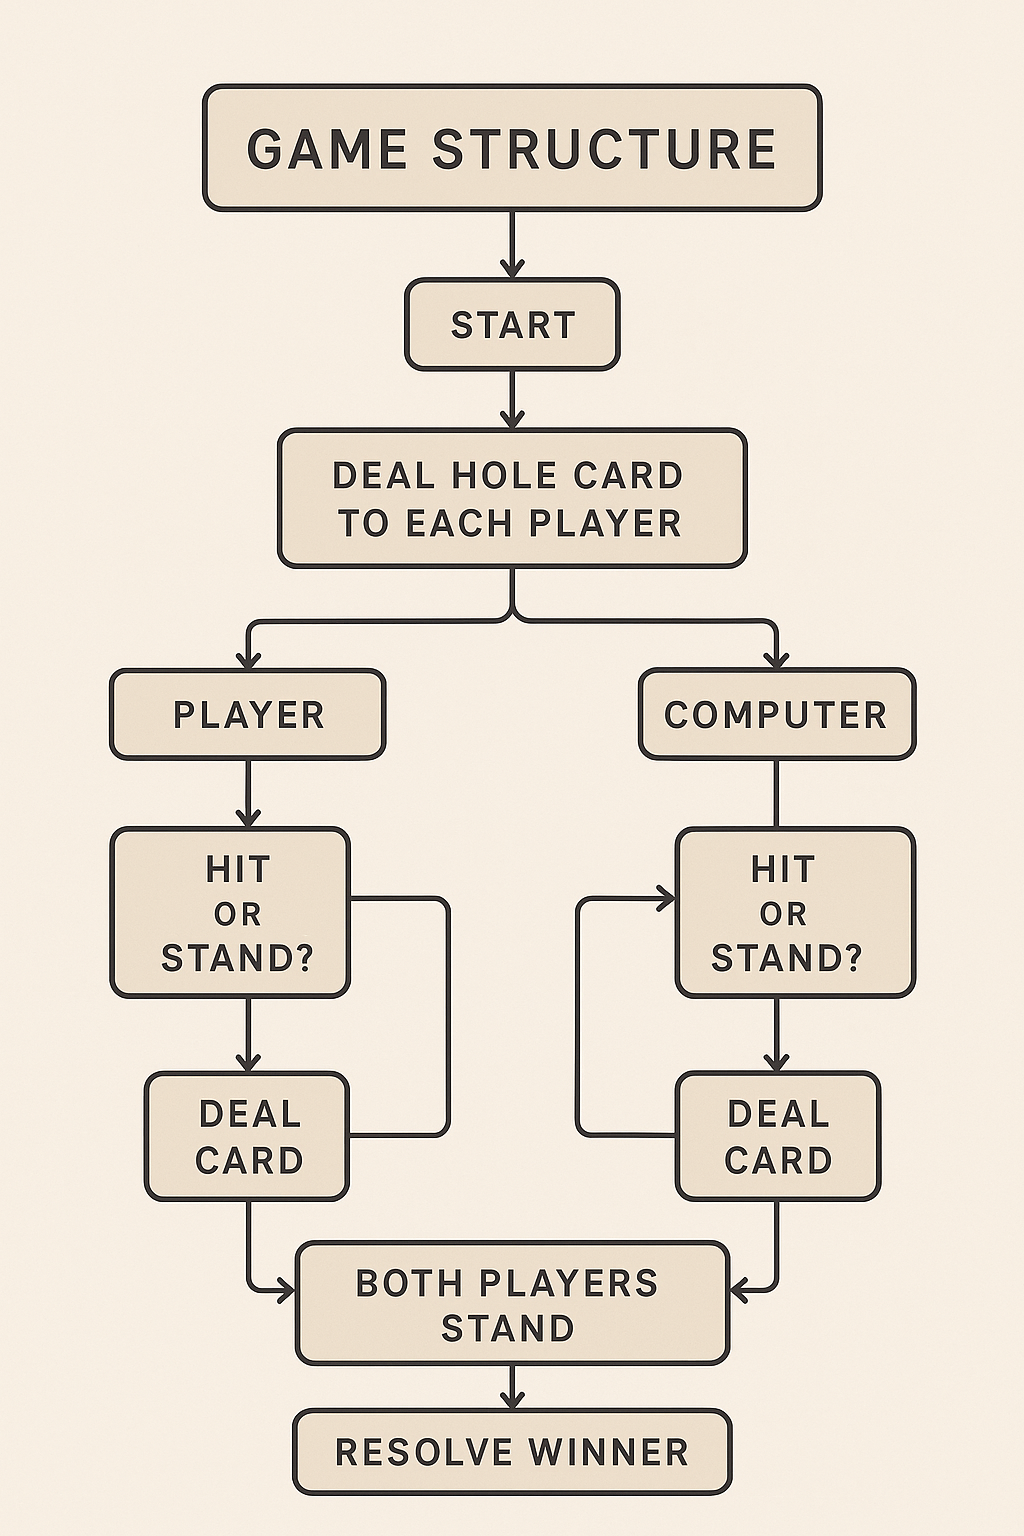 GAME STRUCTURE
START
DEAL HOLE CARD
TO EACH PLAYER
PLAYER
COMPUTER
HIT
OR
STAND?
HIT
OR
STAND?
DEAL
CARD
DEAL
CARD
BOTH PLAYERS
STAND
RESOLVE WINNER